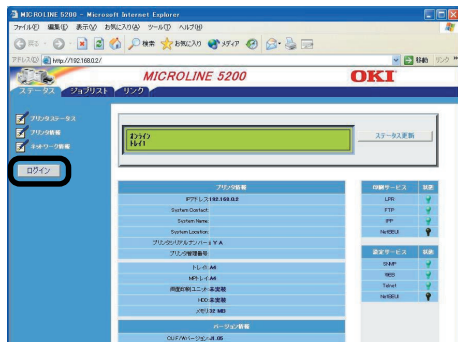 MICROLINE 5200 - Microsoft Internet Explorer
ファイル(F) 編集(E) 表示(V) お気に入り(A) ツール(T) ヘルプ(H)
戻る 検索 お気に入り メディア
アドレス(D) http://192.168.0.2/ 移動 リンク »
MICROLINE 5200 OKI
ステータス ジョブリスト リンク
プリンタステータス
プリンタ情報
ネットワーク情報
ログイン
オンライン
トレイ1
ステータス更新
プリンタ情報
IPアドレス:192.168.0.2
System Contact:
System Name:
System Location:
プリンタシリアルナンバー:Y A
プリンタ管理番号:
トレイ1:A4
MPトレイ:A4
両面印刷ユニット:未実装
HDD:未実装
メモリ:32 MB
バージョン情報
CU/F/Wバージョン:J1.05
印刷サービス 状態
LPR
FTP
IPP
NetBEUI
設定サービス 状態
SNMP
WEB
Telnet
NetBEUI